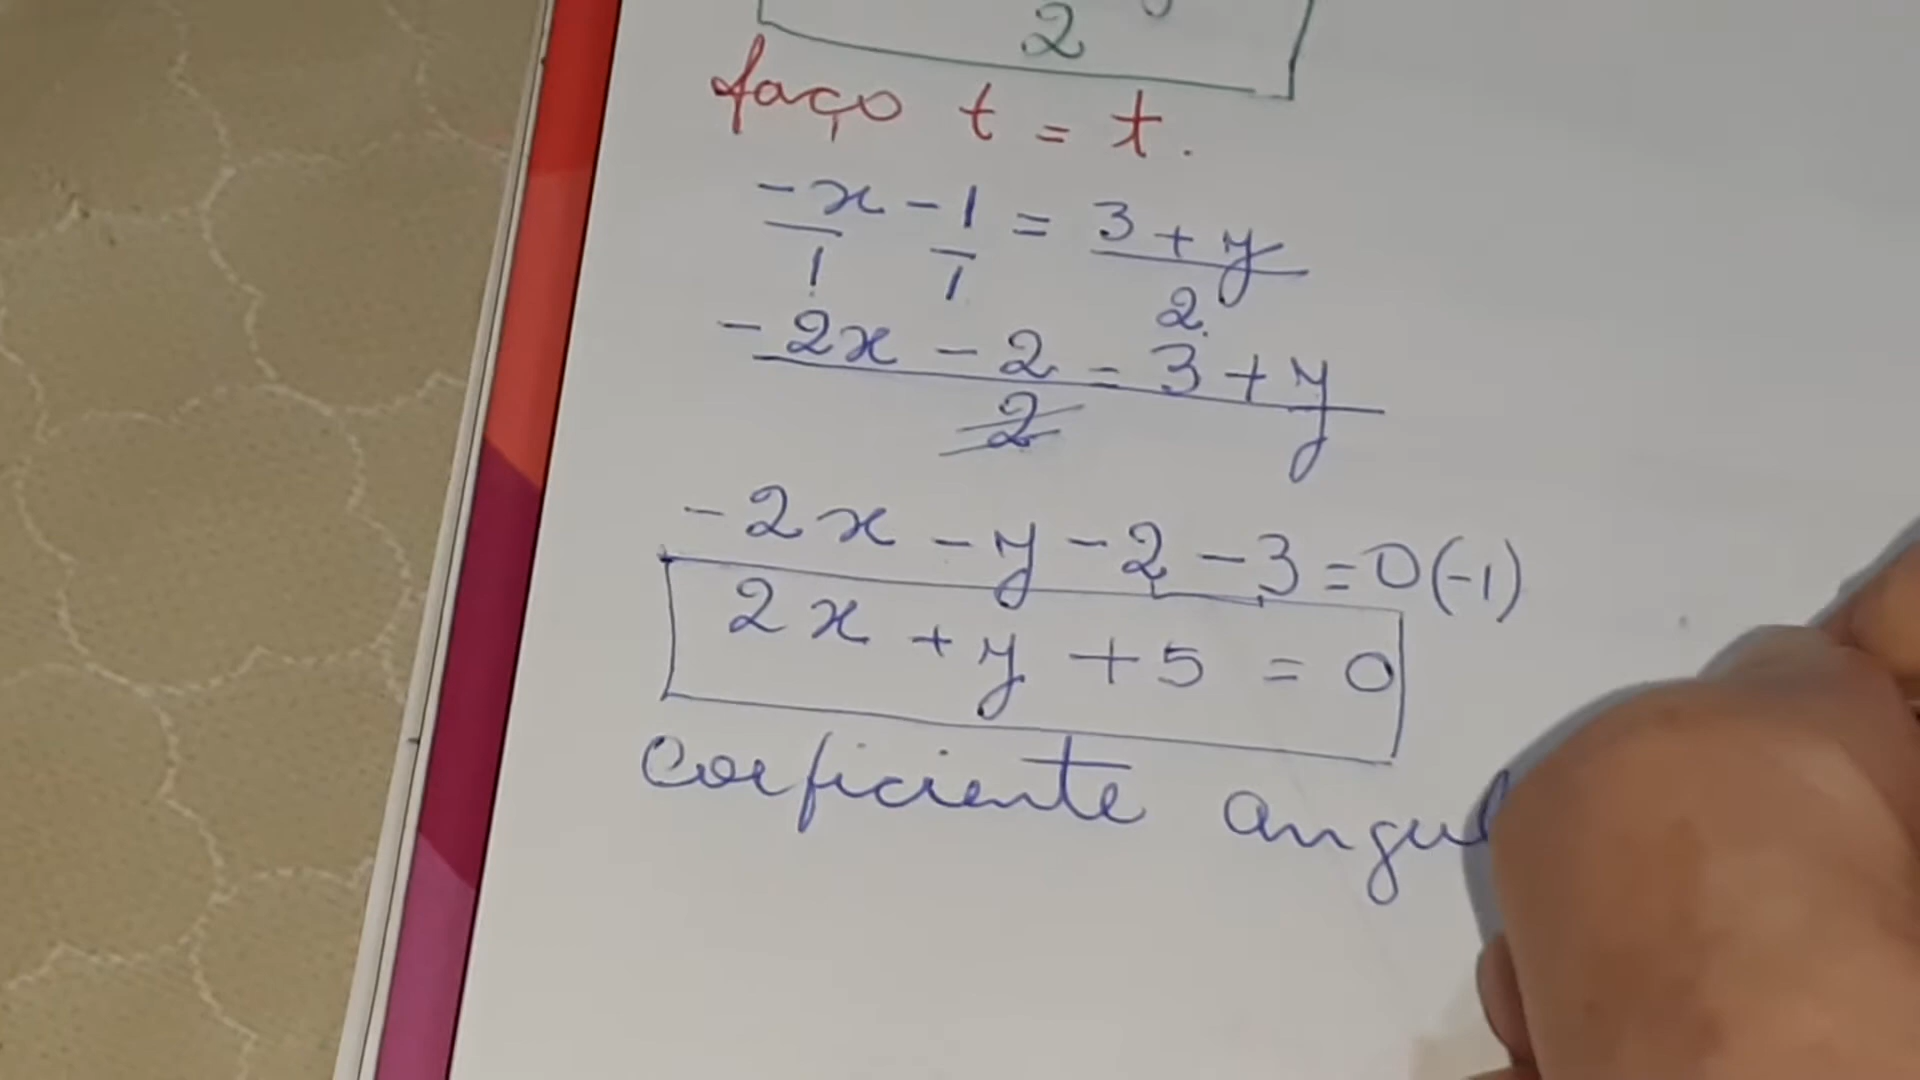 2
faço t = t.
-x/1 - 1/1 = 3+y/2
-2x - 2 = 3+y
2
-2x - y - 2 - 3 = 0 (-1)
2x + y + 5 = 0
coeficiente angul